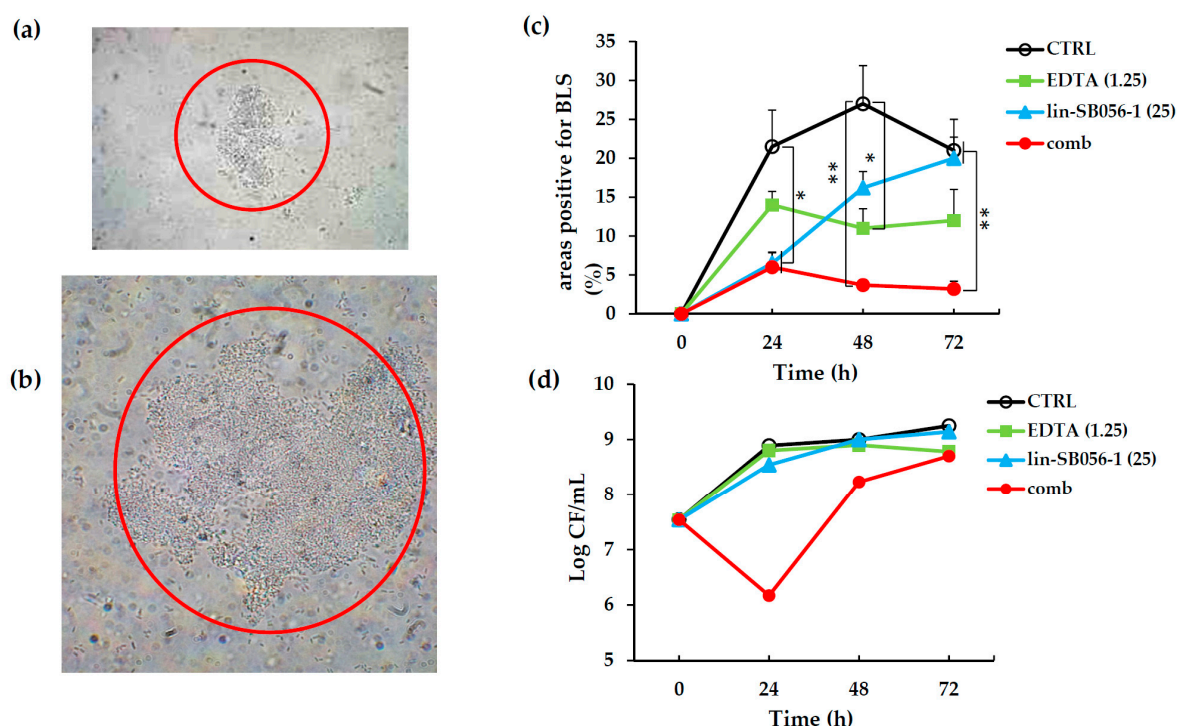 (a)
(b)
(c)
areas positive for BLS
(%)
35
30
25
20
15
10
5
0
*
**
*
**
0 24 48 72
Time (h)
CTRL
EDTA (1.25)
lin-SB056-1 (25)
comb
(d)
Log CF/mL
10
9
8
7
6
5
0 24 48 72
Time (h)
CTRL
EDTA (1.25)
lin-SB056-1 (25)
comb